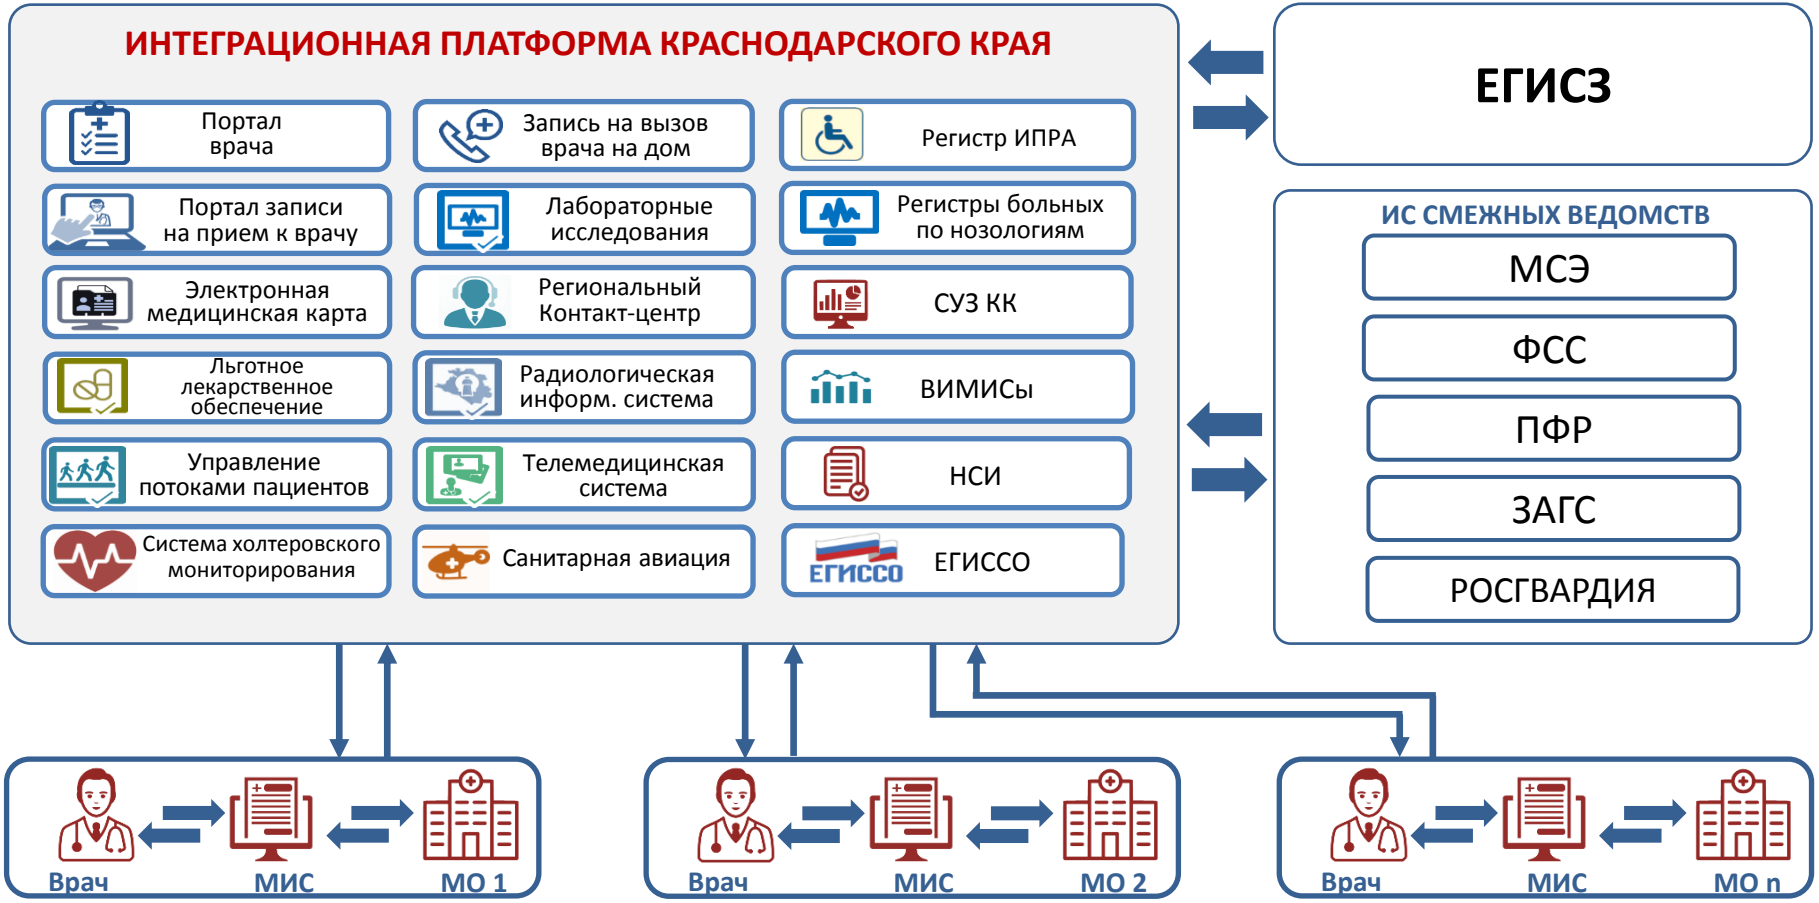 ИНТЕГРАЦИОННАЯ ПЛАТФОРМА КРАСНОДАРСКОГО КРАЯ
Портал
врача
Запись на вызов
врача на дом
Регистр ИПРА
Портал записи
на прием к врачу
Лабораторные
исследования
Регистры больных
по нозологиям
Электронная
медицинская карта
Региональный
Контакт-центр
СУЗ КК
Льготное
лекарственное
обеспечение
Радиологическая
информ. система
ВИМИСы
Управление
потоками пациентов
Телемедицинская
система
НСИ
Система холтеровского
мониторирования
Санитарная авиация
ЕГИССО
ЕГИССО
ЕГИСЗ
ИС СМЕЖНЫХ ВЕДОМСТВ
МСЭ
ФСС
ПФР
ЗАГС
РОСГВАРДИЯ
Врач
МИС
МО 1
Врач
МИС
МО 2
Врач
МИС
МО n